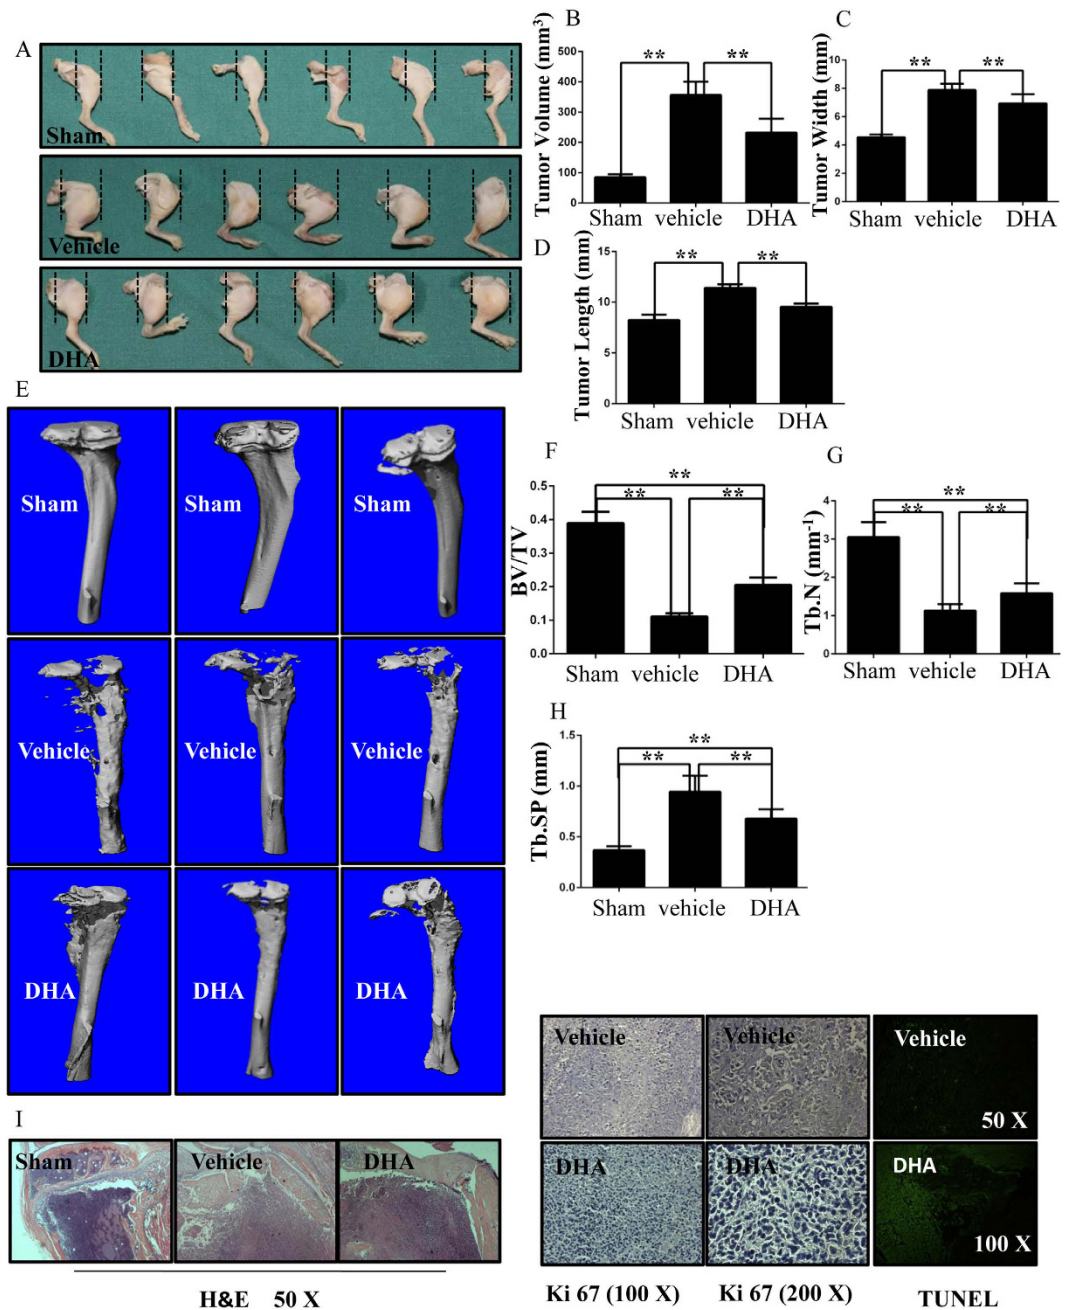 A
Sham
Vehicle
DHA
B
Tumor Volume (mm³)
500
400
300
200
100
0
** **
Sham vehicle DHA
C
Tumor Width (mm)
10
8
6
4
2
0
** **
Sham vehicle DHA
D
Tumor Length (mm)
15
10
5
0
** **
Sham vehicle DHA
E
Sham Sham Sham
Vehicle Vehicle Vehicle
DHA DHA DHA
F
BV/TV
0.5
0.4
0.3
0.2
0.1
0.0
**
** **
Sham vehicle DHA
G
Tb.N (mm⁻¹)
4
3
2
1
0
**
** **
Sham vehicle DHA
H
Tb.SP (mm)
1.5
1.0
0.5
0.0
**
** **
Sham vehicle DHA
I
Sham Vehicle DHA
H&E 50 X
Vehicle Vehicle Vehicle
50 X
DHA DHA DHA
100 X
Ki 67 (100 X) Ki 67 (200 X) TUNEL